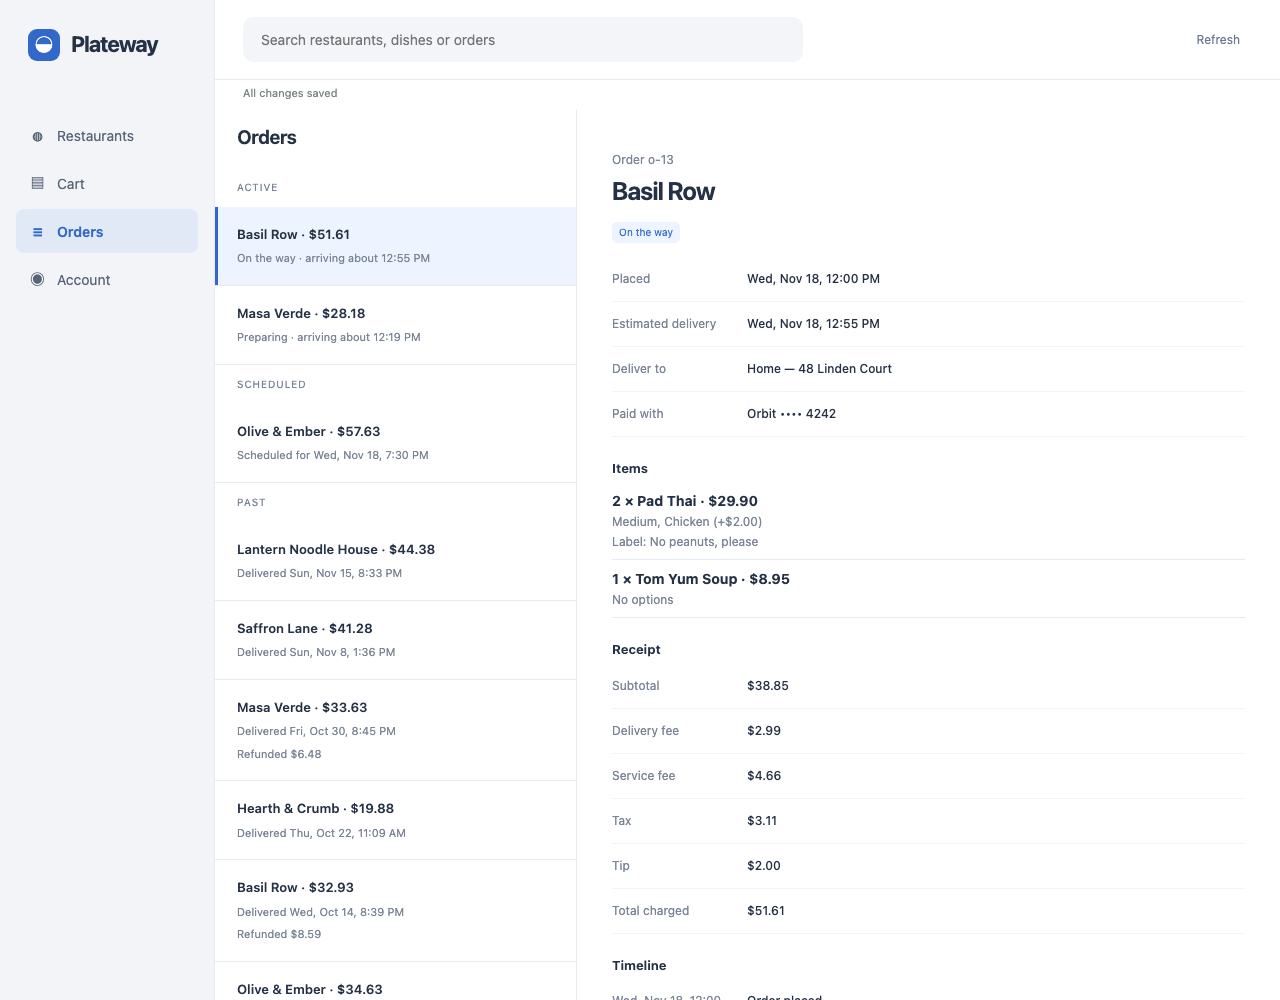 Plateway
Search restaurants, dishes or orders
Refresh
All changes saved
Restaurants
Cart
Orders
Account
Orders
ACTIVE
Basil Row · $51.61
On the way · arriving about 12:55 PM
Masa Verde · $28.18
Preparing · arriving about 12:19 PM
SCHEDULED
Olive & Ember · $57.63
Scheduled for Wed, Nov 18, 7:30 PM
PAST
Lantern Noodle House · $44.38
Delivered Sun, Nov 15, 8:33 PM
Saffron Lane · $41.28
Delivered Sun, Nov 8, 1:36 PM
Masa Verde · $33.63
Delivered Fri, Oct 30, 8:45 PM
Refunded $6.48
Hearth & Crumb · $19.88
Delivered Thu, Oct 22, 11:09 AM
Basil Row · $32.93
Delivered Wed, Oct 14, 8:39 PM
Refunded $8.59
Olive & Ember · $34.63
Order o-13
Basil Row
On the way
Placed Wed, Nov 18, 12:00 PM
Estimated delivery Wed, Nov 18, 12:55 PM
Deliver to Home — 48 Linden Court
Paid with Orbit •••• 4242
Items
2 × Pad Thai · $29.90
Medium, Chicken (+$2.00)
Label: No peanuts, please
1 × Tom Yum Soup · $8.95
No options
Receipt
Subtotal $38.85
Delivery fee $2.99
Service fee $4.66
Tax $3.11
Tip $2.00
Total charged $51.61
Timeline
Wed, Nov 18, 12:00 Order placed